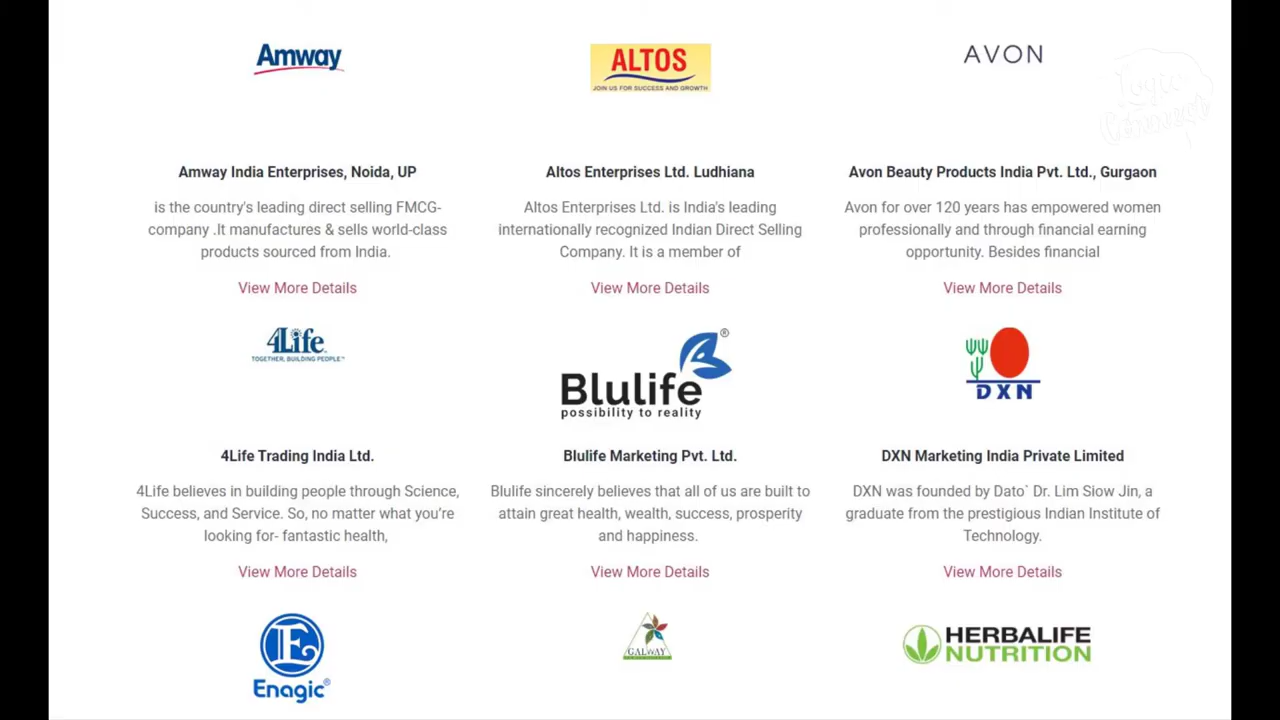 Amway
ALTOS
JOIN US FOR SUCCESS AND GROWTH
AVON
Logic
Connect
Amway India Enterprises, Noida, UP
is the country's leading direct selling FMCG-
company .It manufactures & sells world-class
products sourced from India.
View More Details
Altos Enterprises Ltd. Ludhiana
Altos Enterprises Ltd. is India's leading
internationally recognized Indian Direct Selling
Company. It is a member of
View More Details
Avon Beauty Products India Pvt. Ltd., Gurgaon
Avon for over 120 years has empowered women
professionally and through financial earning
opportunity. Besides financial
View More Details
4Life
TOGETHER, BUILDING PEOPLE™
Blulife®
possibility to reality
DXN
4Life Trading India Ltd.
4Life believes in building people through Science,
Success, and Service. So, no matter what you’re
looking for- fantastic health,
View More Details
Blulife Marketing Pvt. Ltd.
Blulife sincerely believes that all of us are built to
attain great health, wealth, success, prosperity
and happiness.
View More Details
DXN Marketing India Private Limited
DXN was founded by Dato` Dr. Lim Siow Jin, a
graduate from the prestigious Indian Institute of
Technology.
View More Details
E
Enagic®
GALWAY
HERBALIFE
NUTRITION